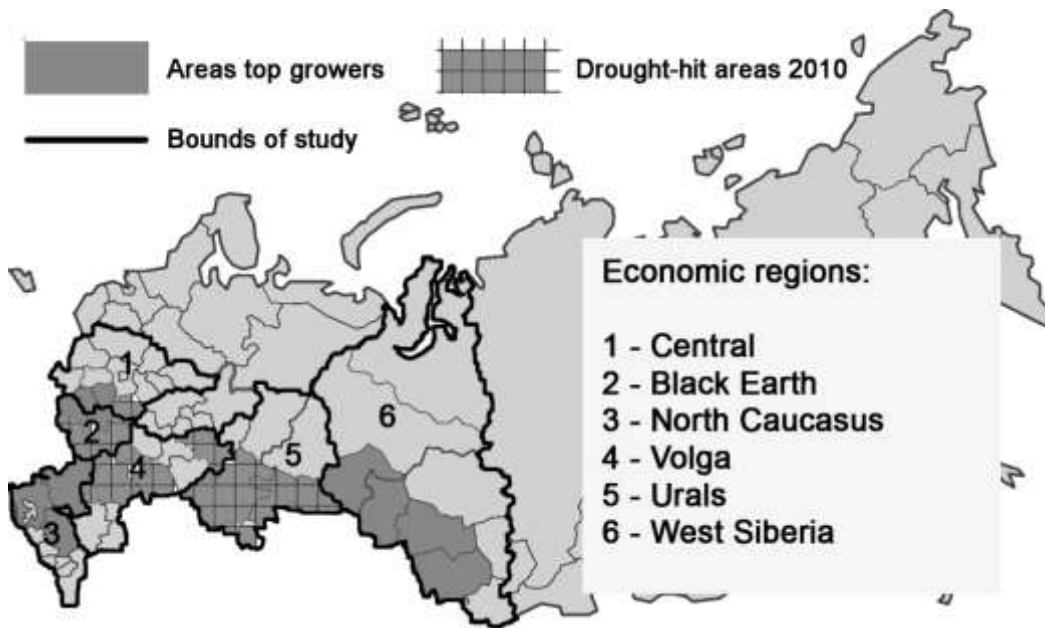 Areas top growers
Drought-hit areas 2010
Bounds of study
Economic regions:
1 - Central
2 - Black Earth
3 - North Caucasus
4 - Volga
5 - Urals
6 - West Siberia
1
2
3
4
5
6